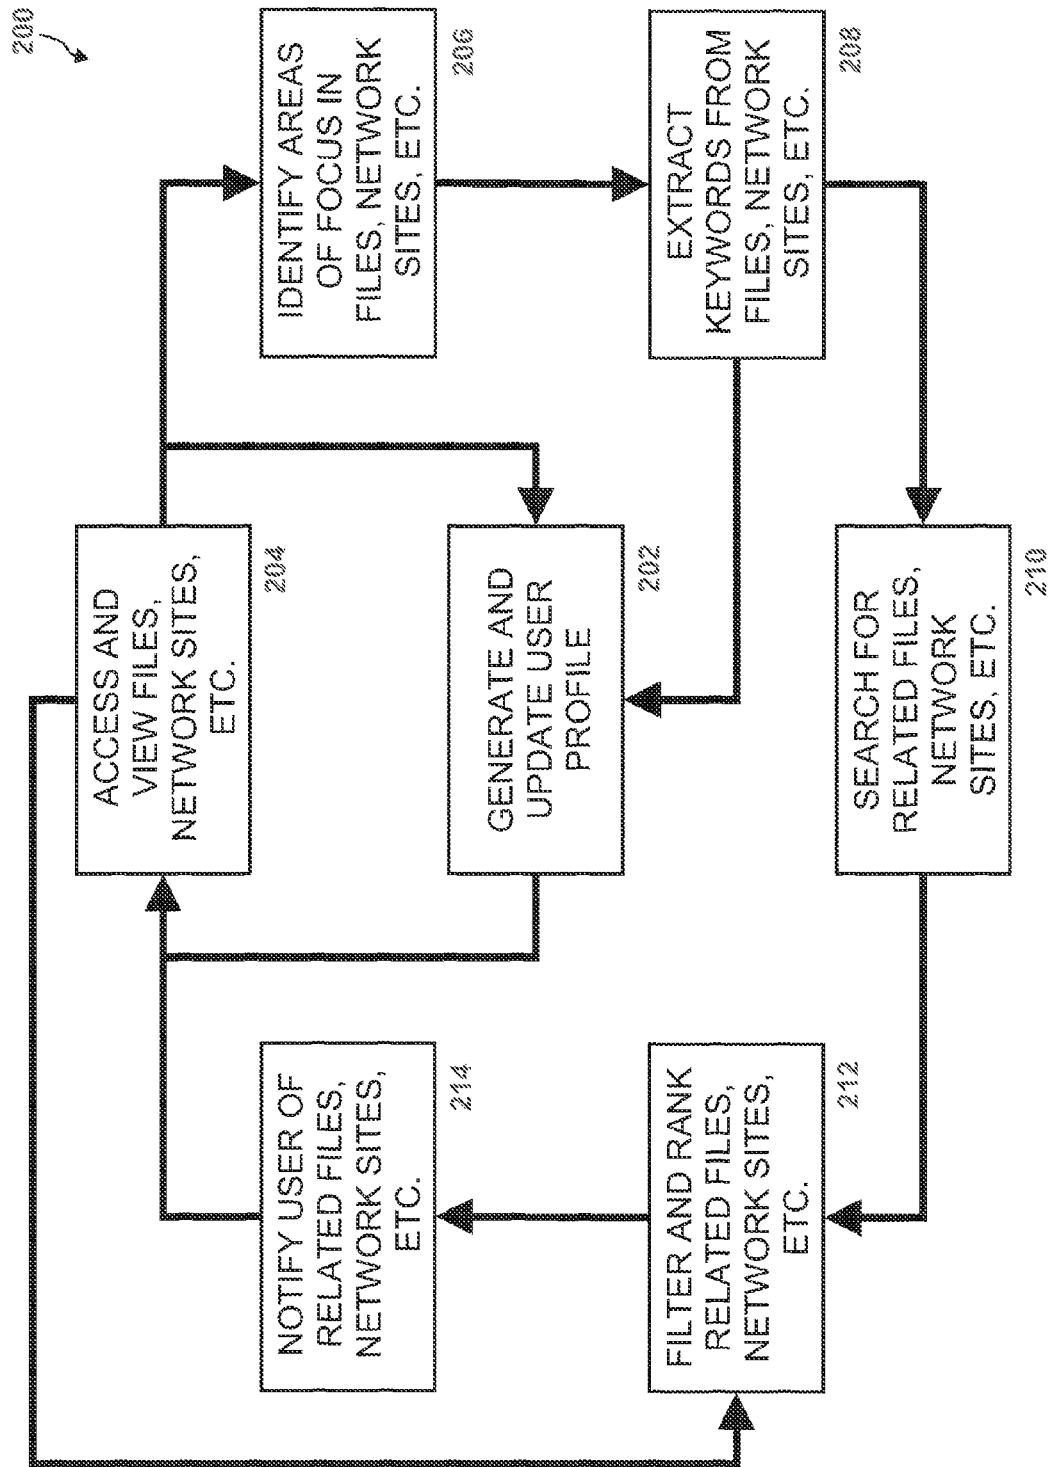 200
ACCESS AND
VIEW FILES,
NETWORK SITES,
ETC.
204
NOTIFY USER OF
RELATED FILES,
NETWORK SITES,
ETC.
214
IDENTIFY AREAS
OF FOCUS IN
FILES, NETWORK
SITES, ETC.
206
GENERATE AND
UPDATE USER
PROFILE
202
FILTER AND RANK
RELATED FILES,
NETWORK SITES,
ETC.
212
EXTRACT
KEYWORDS FROM
FILES, NETWORK
SITES, ETC.
208
SEARCH FOR
RELATED FILES,
NETWORK
SITES, ETC.
210